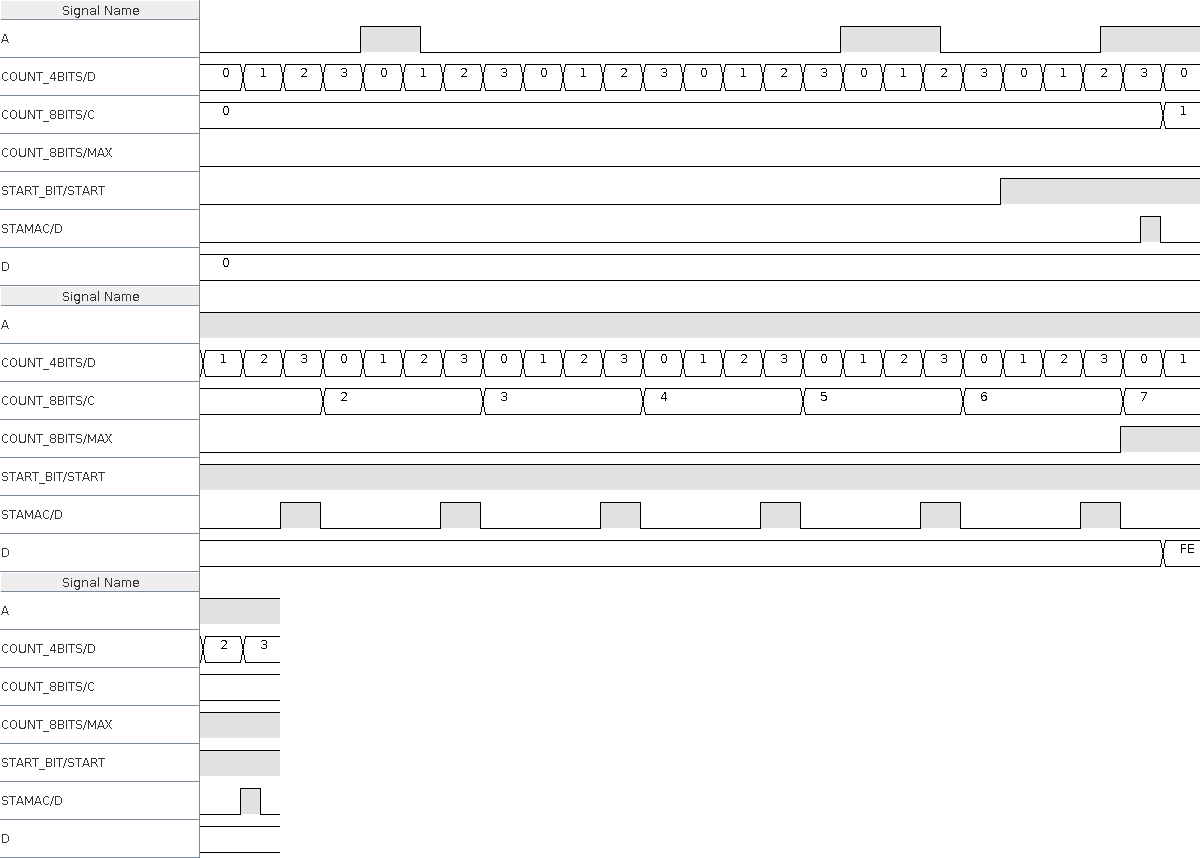 Signal Name
A
COUNT_4BITS/D 0 1 2 3 0 1 2 3 0 1 2 3 0 1 2 3 0 1 2 3 0 1 2 3 0
COUNT_8BITS/C 0 1
COUNT_8BITS/MAX
START_BIT/START
STAMAC/D
D 0
Signal Name
A
COUNT_4BITS/D 1 2 3 0 1 2 3 0 1 2 3 0 1 2 3 0 1 2 3 0 1 2 3 0 1
COUNT_8BITS/C 2 3 4 5 6 7
COUNT_8BITS/MAX
START_BIT/START
STAMAC/D
D FE
Signal Name
A
COUNT_4BITS/D 2 3
COUNT_8BITS/C
COUNT_8BITS/MAX
START_BIT/START
STAMAC/D
D